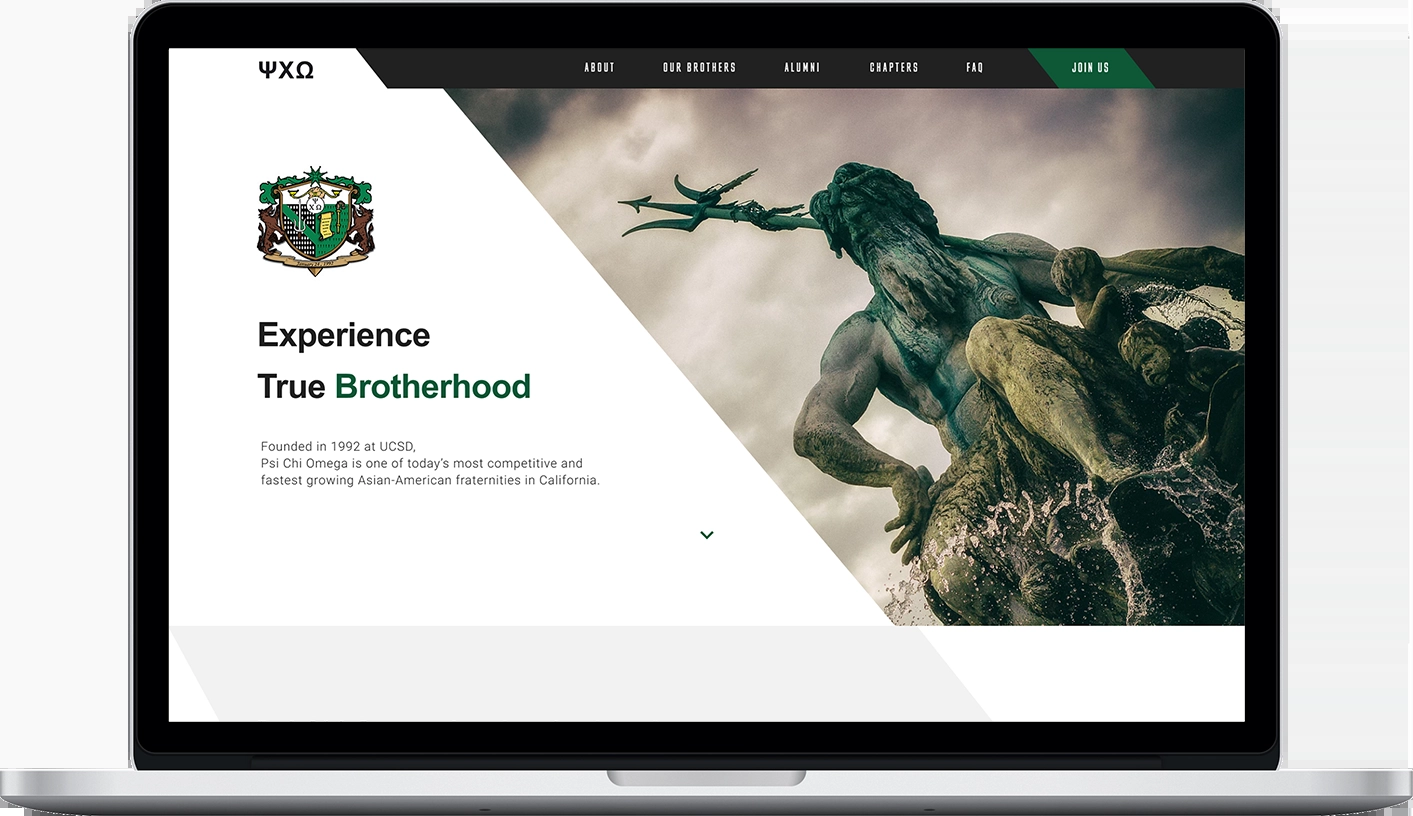 ΨΧΩ
ABOUT
OUR BROTHERS
ALUMNI
CHAPTERS
FAQ
JOIN US
Experience
True Brotherhood
Founded in 1992 at UCSD,
Psi Chi Omega is one of today’s most competitive and
fastest growing Asian-American fraternities in California.